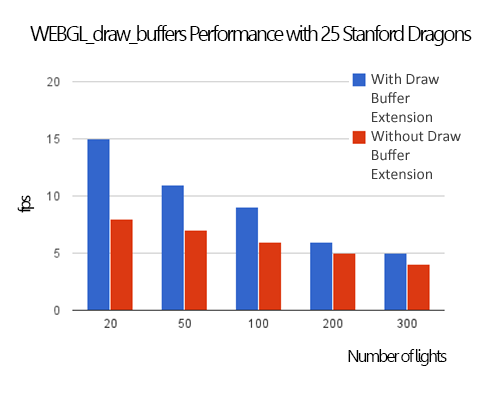 WEBGL_draw_buffers Performance with 25 Stanford Dragons
With Draw
Buffer
Extension
Without Draw
Buffer
Extension
20
15
10
5
0
fps
20 50 100 200 300
Number of lights